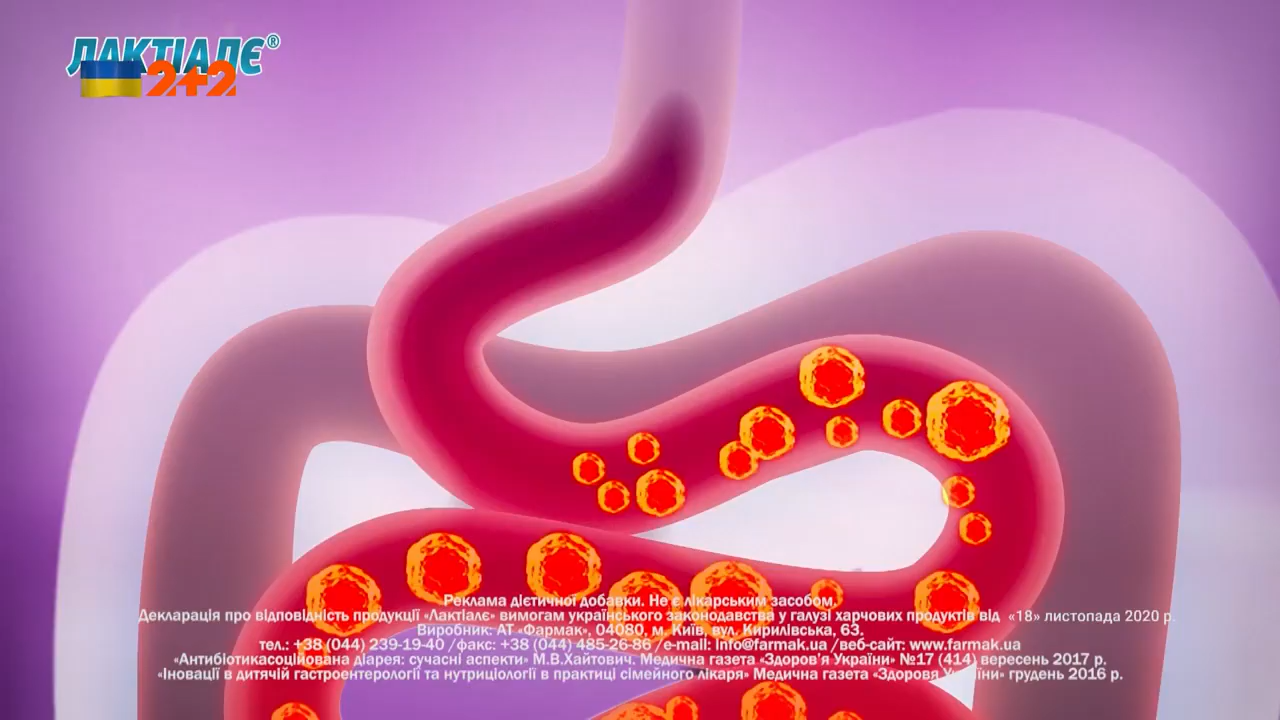 ЛАКТІАЛЄ®
2+2
Реклама дієтичної добавки. Не є лікарським засобом.
Декларація про відповідність продукції «Лактіалє» вимогам українського законодавства у галузі харчових продуктів від «18» листопада 2020 р.
Виробник: АТ «Фармак», 04080, м. Київ, вул. Кирилівська, 63.
тел.: +38 (044) 239-19-40 /факс: +38 (044) 485-26-86 /e-mail: info@farmak.ua /веб-сайт: www.farmak.ua
«Антибіотикасоційована діарея: сучасні аспекти» М.В.Хайтович. Медична газета «Здоров'я України» №17 (414) вересень 2017 р.
«Іновації в дитячій гастроентерології та нутриціології в практиці сімейного лікаря» Медична газета «Здоровя України» грудень 2016 р.